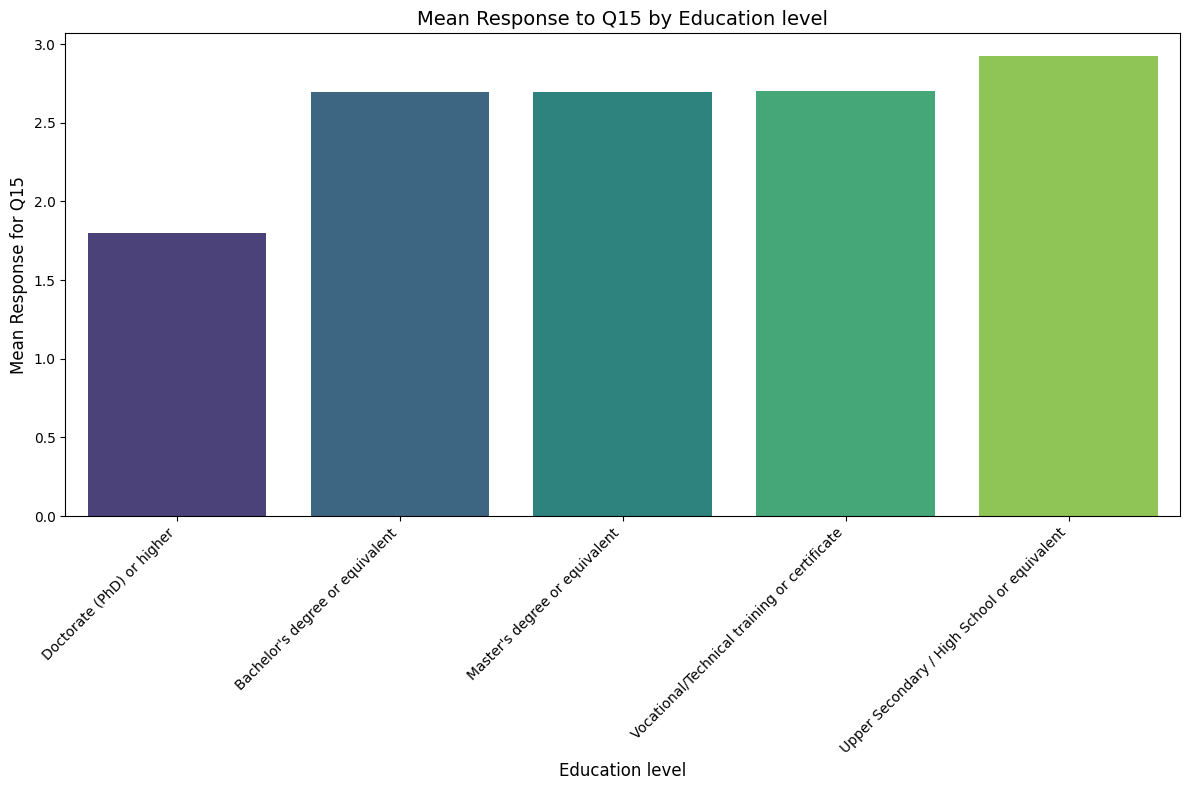 Mean Response to Q15 by Education level
Mean Response for Q15
3.0
2.5
2.0
1.5
1.0
0.5
0.0
Doctorate (PhD) or higher
Bachelor's degree or equivalent
Master's degree or equivalent
Vocational/Technical training or certificate
Upper Secondary / High School or equivalent
Education level